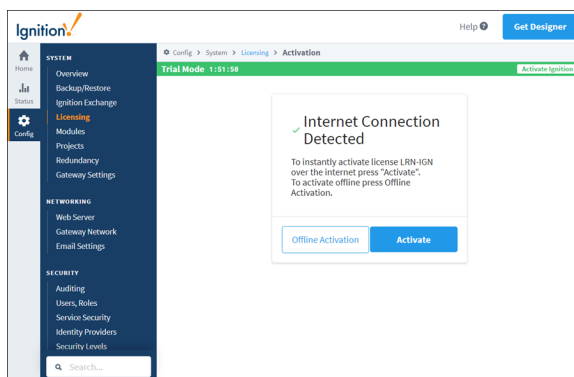 Ignition!
Help
Get Designer
Home
Status
Config
SYSTEM
Overview
Backup/Restore
Ignition Exchange
Licensing
Modules
Projects
Redundancy
Gateway Settings
NETWORKING
Web Server
Gateway Network
Email Settings
SECURITY
Auditing
Users, Roles
Service Security
Identity Providers
Security Levels
Search...
Config > System > Licensing > Activation
Trial Mode 1:51:50
Activate Ignition
Internet Connection
Detected
To instantly activate license LRN-IGN
over the internet press "Activate".
To activate offline press Offline
Activation.
Offline Activation
Activate